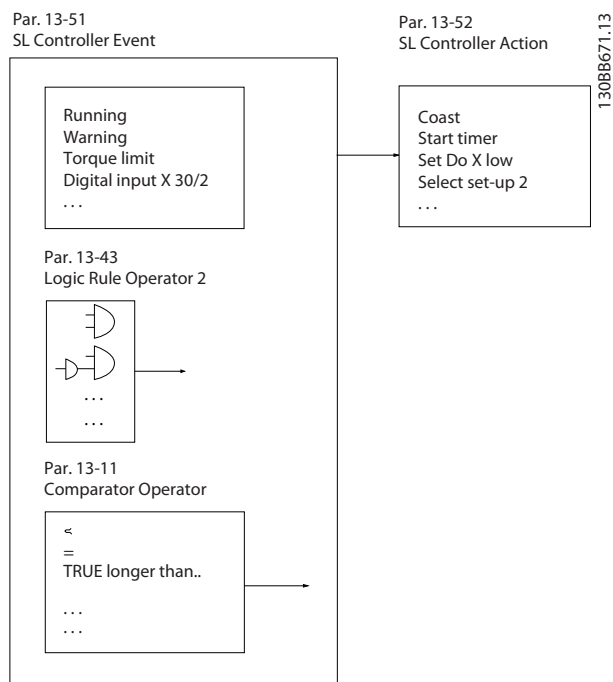 Par. 13-51
SL Controller Event
Par. 13-52
SL Controller Action
130BB671.13
Running
Warning
Torque limit
Digital input X 30/2
. . .
Coast
Start timer
Set Do X low
Select set-up 2
. . .
Par. 13-43
Logic Rule Operator 2
. . .
. . .
Par. 13-11
Comparator Operator
<
=
TRUE longer than..
. . .
. . .